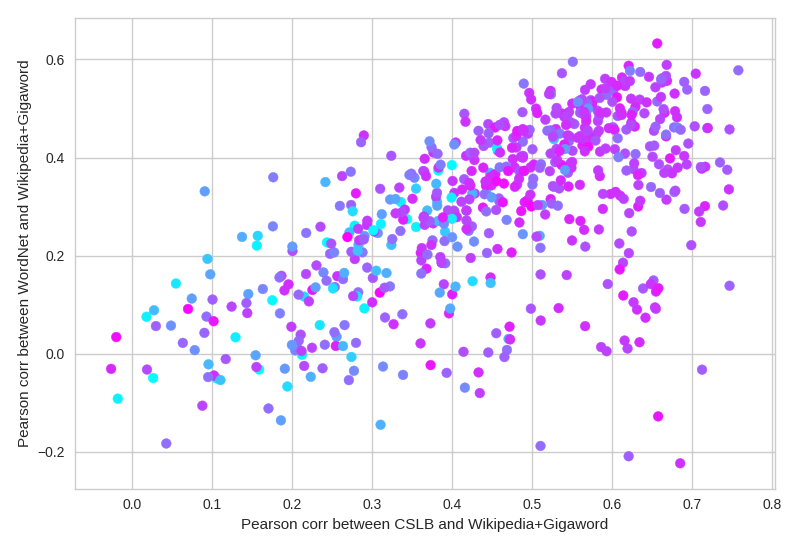 Pearson corr between WordNet and Wikipedia+Gigaword
0.6
0.4
0.2
0.0
−0.2
0.0 0.1 0.2 0.3 0.4 0.5 0.6 0.7 0.8
Pearson corr between CSLB and Wikipedia+Gigaword